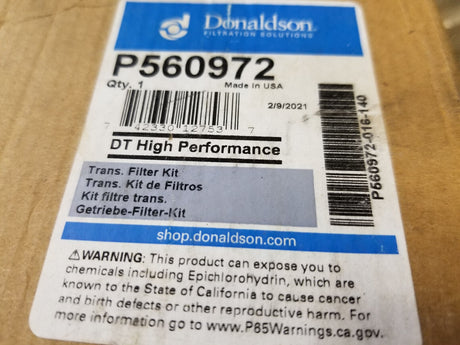 Donaldson.
FILTRATION SOLUTIONS
P560972
Qty. 1 Made in USA
2/9/2021
7 42330 12753 7
DT High Performance
Trans. Filter Kit
Trans. Kit de Filtros
Kit filtre trans.
Getriebe-Filter-Kit
P560972-016-140
shop.donaldson.com
⚠WARNING: This product can expose you to
chemicals including Epichlorohydrin, which are
known to the State of California to cause cancer
and birth defects or other reproductive harm. For
more information go to www.P65Warnings.ca.gov.